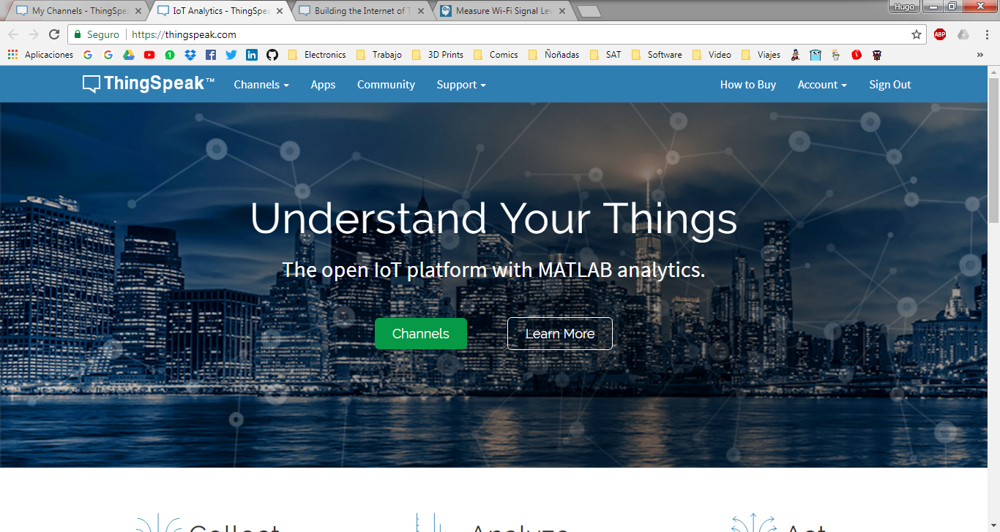 My Channels - ThingSpe
IoT Analytics - ThingSpea
Building the Internet of T
Measure Wi-Fi Signal Lev
Hugo
Seguro
https://thingspeak.com
ABP
Aplicaciones
Electronics
Trabajo
3D Prints
Comics
Ñoñadas
SAT
Software
Video
Viajes
»
ThingSpeak™
Channels
Apps
Community
Support
How to Buy
Account
Sign Out
Understand Your Things
The open IoT platform with MATLAB analytics.
Channels
Learn More
Collect
Analyze
Act